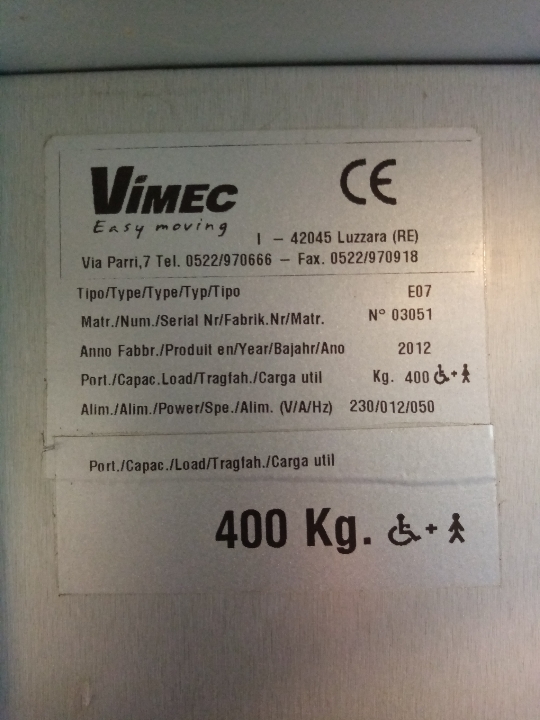 VIMEC
CE
Easy moving
I – 42045 Luzzara (RE)
Via Parri,7 Tel. 0522/970666 – Fax. 0522/970918
Tipo/Type/Type/Typ/Tipo E07
Matr./Num./Serial Nr/Fabrik.Nr/Matr. N° 03051
Anno Fabbr./Produit en/Year/Bajahr/Ano 2012
Port./Capac.Load/Tragfah./Carga util Kg. 400 +
Alim./Alim./Power/Spe./Alim. (V/A/Hz) 230/012/050
Port./Capac./Load/Tragfah./Carga util
400 Kg. +